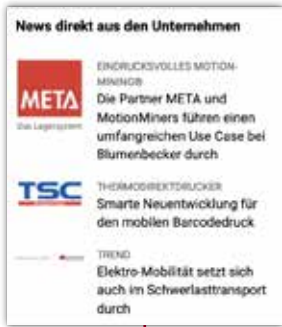 News direkt aus den Unternehmen
META
Das Lagersystem
EINDRUCKSVOLLES MOTION-
MINING®
Die Partner META und
MotionMiners führen einen
umfangreichen Use Case bei
Blumenbecker durch
TSC
THERMODIREKTDRUCKER
Smarte Neuentwicklung für
den mobilen Barcodedruck
TREND
Elektro-Mobilität setzt sich
auch im Schwerlasttransport
durch